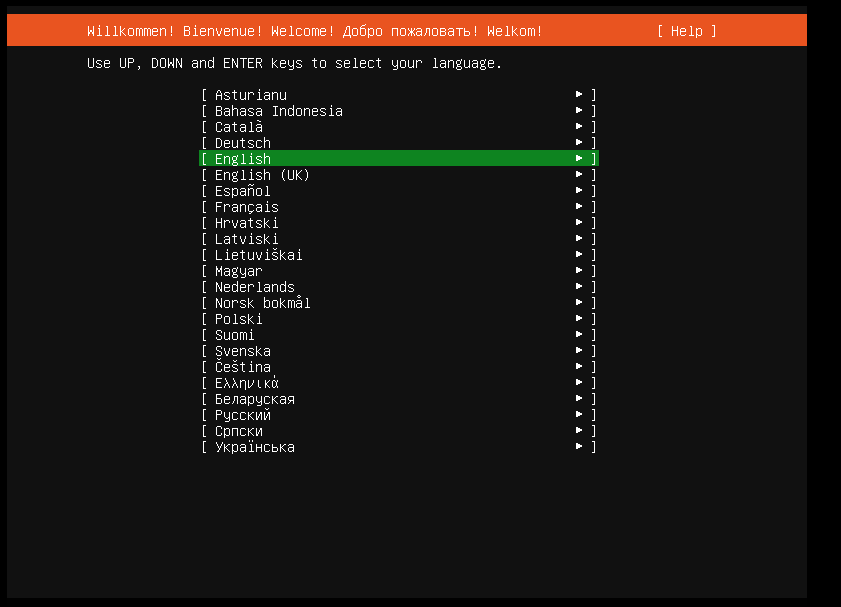 Willkommen! Bienvenue! Welcome! Добро пожаловать! Welkom! [ Help ]
Use UP, DOWN and ENTER keys to select your language.
[ Asturianu ▸ ]
[ Bahasa Indonesia ▸ ]
[ Català ▸ ]
[ Deutsch ▸ ]
[ English ▸ ]
[ English (UK) ▸ ]
[ Español ▸ ]
[ Français ▸ ]
[ Hrvatski ▸ ]
[ Latviski ▸ ]
[ Lietuviškai ▸ ]
[ Magyar ▸ ]
[ Nederlands ▸ ]
[ Norsk bokmål ▸ ]
[ Polski ▸ ]
[ Suomi ▸ ]
[ Svenska ▸ ]
[ Čeština ▸ ]
[ Ελληνικά ▸ ]
[ Беларуская ▸ ]
[ Русский ▸ ]
[ Српски ▸ ]
[ Українська ▸ ]